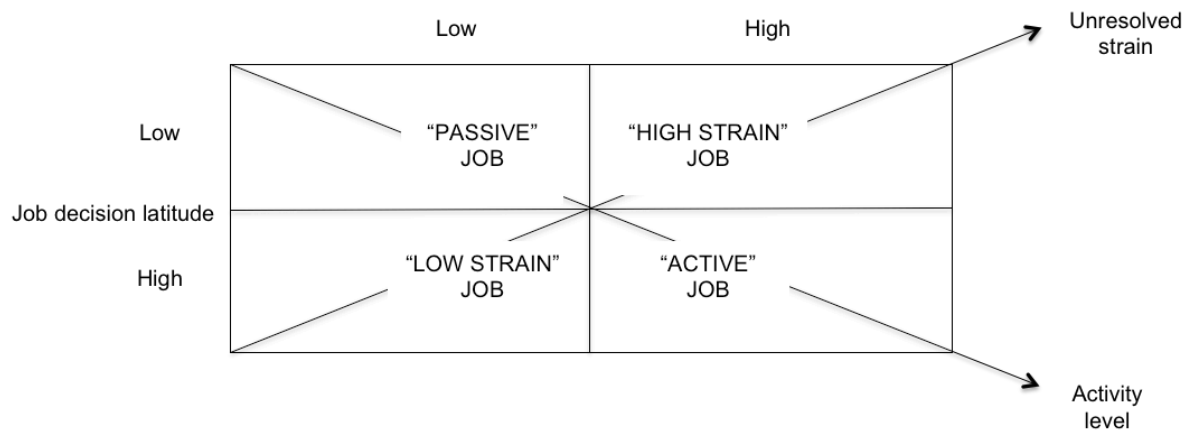 Low
High
Unresolved
strain
Low
“PASSIVE”
JOB
“HIGH STRAIN”
JOB
Job decision latitude
High
“LOW STRAIN”
JOB
“ACTIVE”
JOB
Activity
level